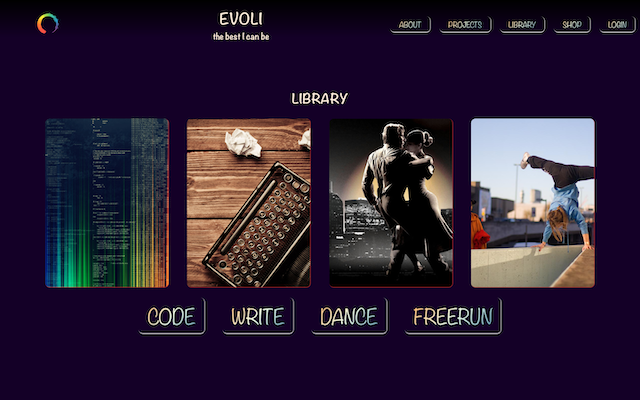 EVOLI
the best I can be
ABOUT
PROJECTS
LIBRARY
SHOP
LOGIN
LIBRARY
CODE
WRITE
DANCE
FREERUN